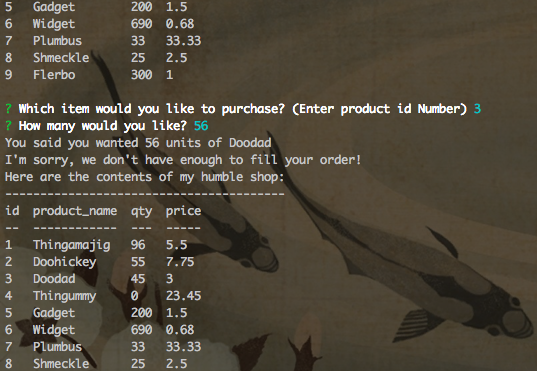 5   Gadget        200  1.5
6   Widget        690  0.68
7   Plumbus       33   33.33
8   Shmeckle      25   2.5
9   Flerbo        300  1
? Which item would you like to purchase? (Enter product id Number) 3
? How many would you like? 56
You said you wanted 56 units of Doodad
I'm sorry, we don't have enough to fill your order!
Here are the contents of my humble shop:
----------------------------------------
id  product_name  qty  price
--  ------------  ---  -----
1   Thingamajig   96   5.5
2   Doohickey     55   7.75
3   Doodad        45   3
4   Thingummy     0    23.45
5   Gadget        200  1.5
6   Widget        690  0.68
7   Plumbus       33   33.33
8   Shmeckle      25   2.5